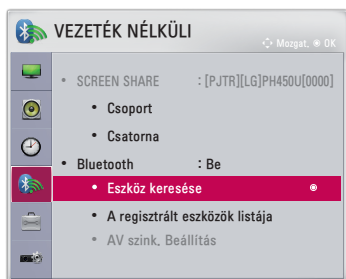 VEZETÉK NÉLKÜLI
Mozgat. OK
• SCREEN SHARE : [PJTR][LG]PH450U[0000]
• Csoport
• Csatorna
• Bluetooth : Be
• Eszköz keresése
• A regisztrált eszközök listája
• AV szink. Beállítás